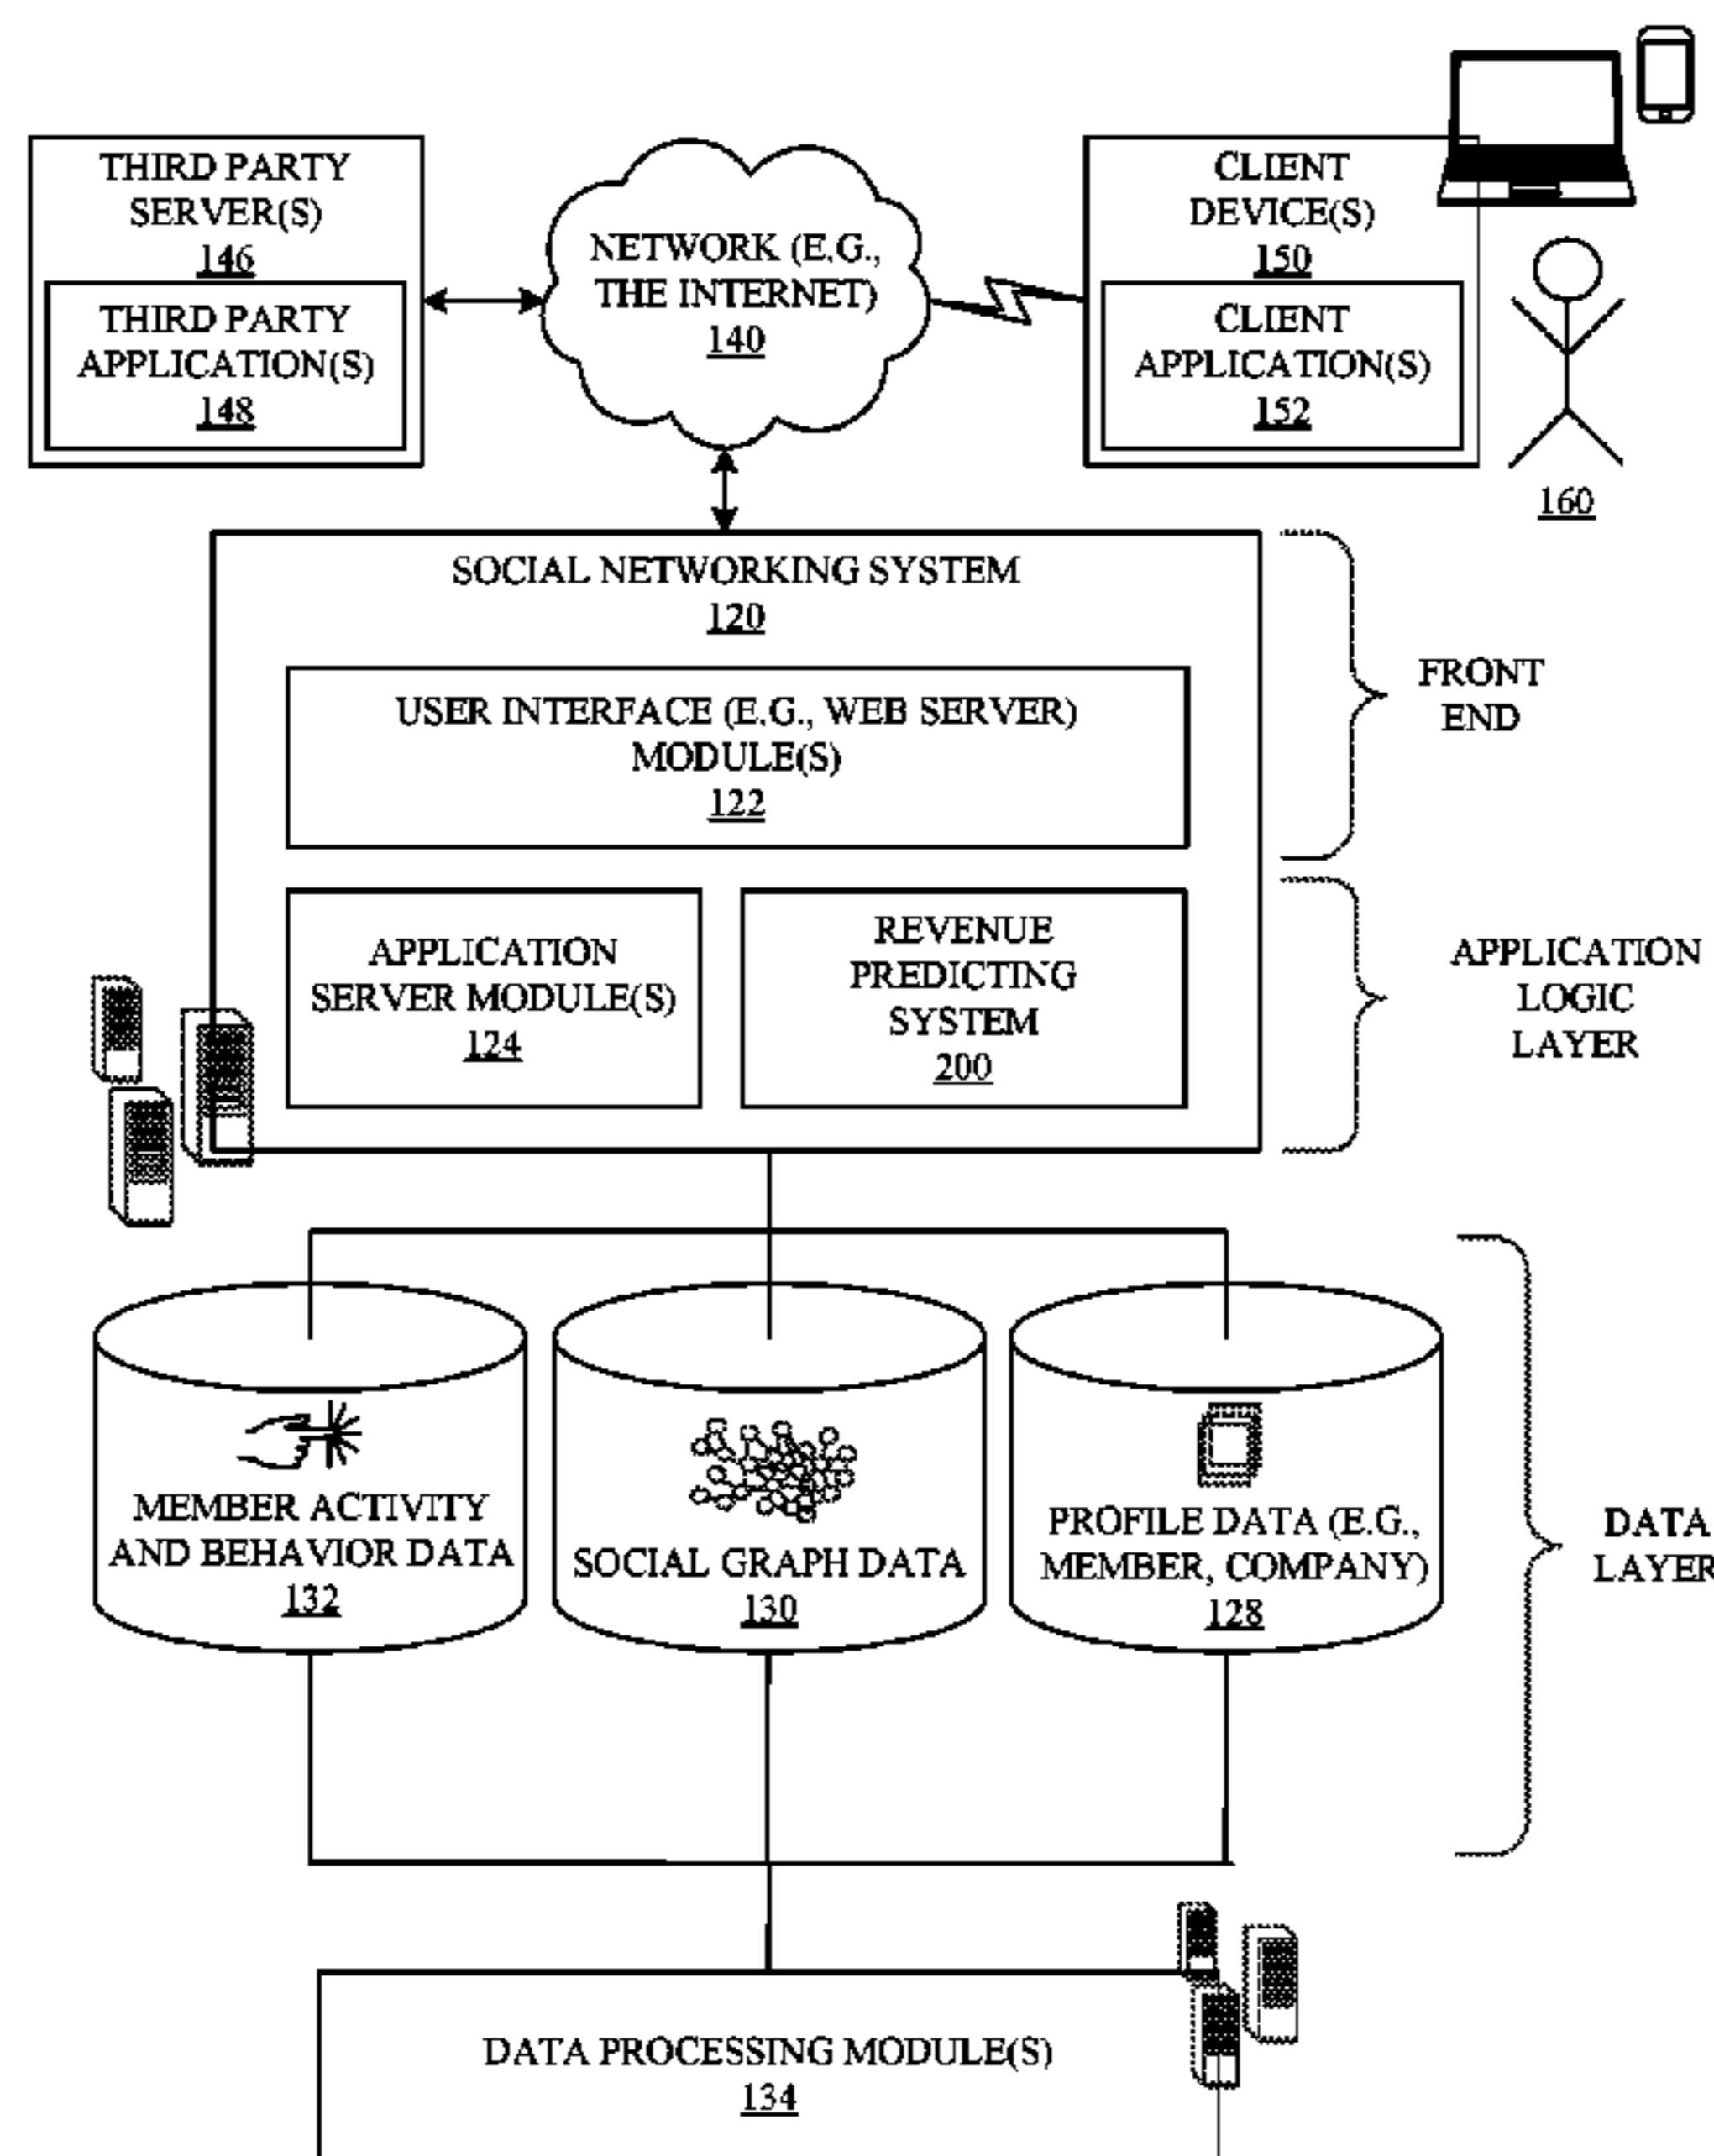 THIRD PARTY
SERVER(S)
146
THIRD PARTY
APPLICATION(S)
148
NETWORK (E.G.,
THE INTERNET)
140
CLIENT
DEVICE(S)
150
CLIENT
APPLICATION(S)
152
160
SOCIAL NETWORKING SYSTEM
120
USER INTERFACE (E.G., WEB SERVER)
MODULE(S)
122
FRONT
END
APPLICATION
SERVER MODULE(S)
124
REVENUE
PREDICTING
SYSTEM
200
APPLICATION
LOGIC
LAYER
MEMBER ACTIVITY
AND BEHAVIOR DATA
132
SOCIAL GRAPH DATA
130
PROFILE DATA (E.G.,
MEMBER, COMPANY)
128
DATA
LAYER
DATA PROCESSING MODULE(S)
134